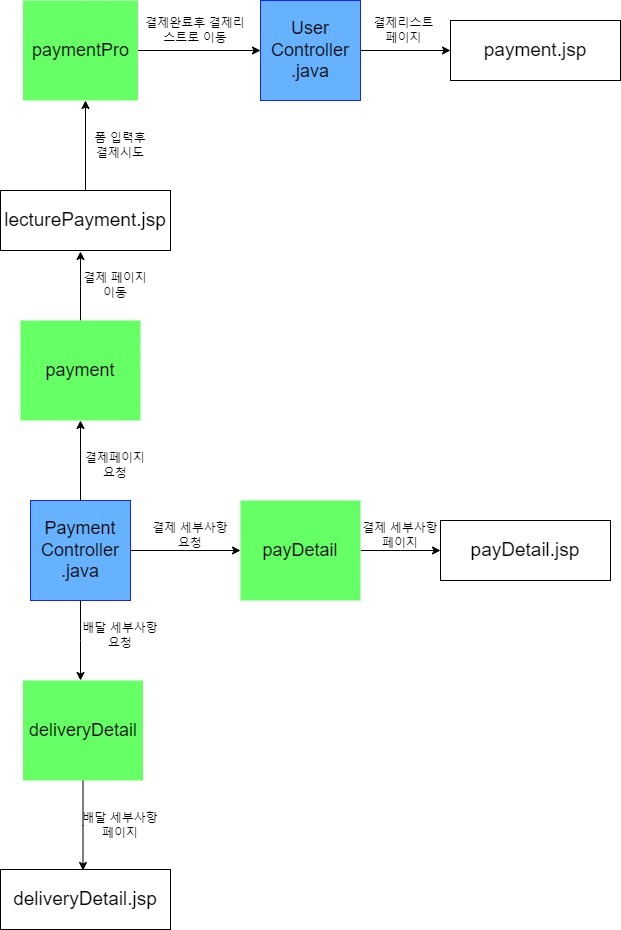 paymentPro
결제완료후 결제리
스트로 이동
User
Controller
.java
결제리스트
페이지
payment.jsp
폼 입력후
결제시도
lecturePayment.jsp
결제 페이지
이동
payment
결제페이지
요청
Payment
Controller
.java
결제 세부사항
요청
payDetail
결제 세부사항
페이지
payDetail.jsp
배달 세부사항
요청
deliveryDetail
배달 세부사항
페이지
deliveryDetail.jsp